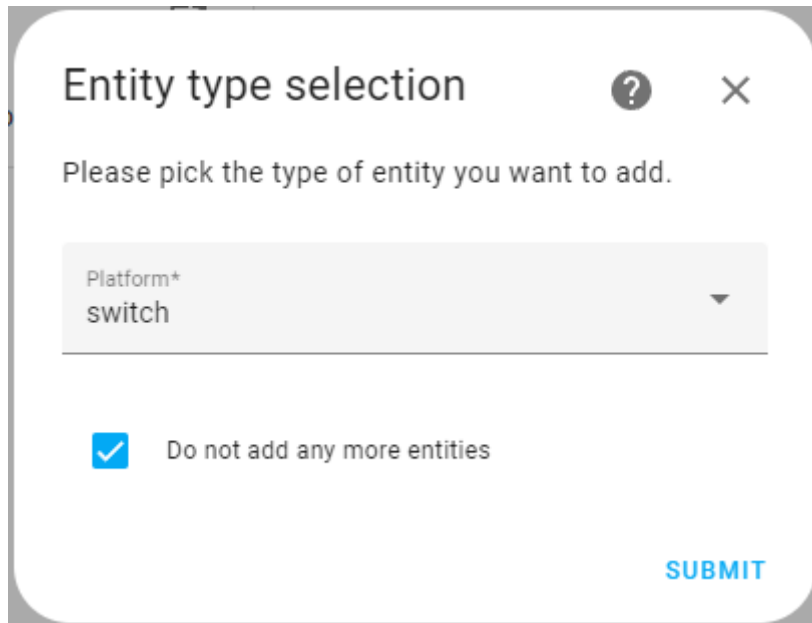 Entity type selection
Please pick the type of entity you want to add.
Platform*
switch
Do not add any more entities
SUBMIT